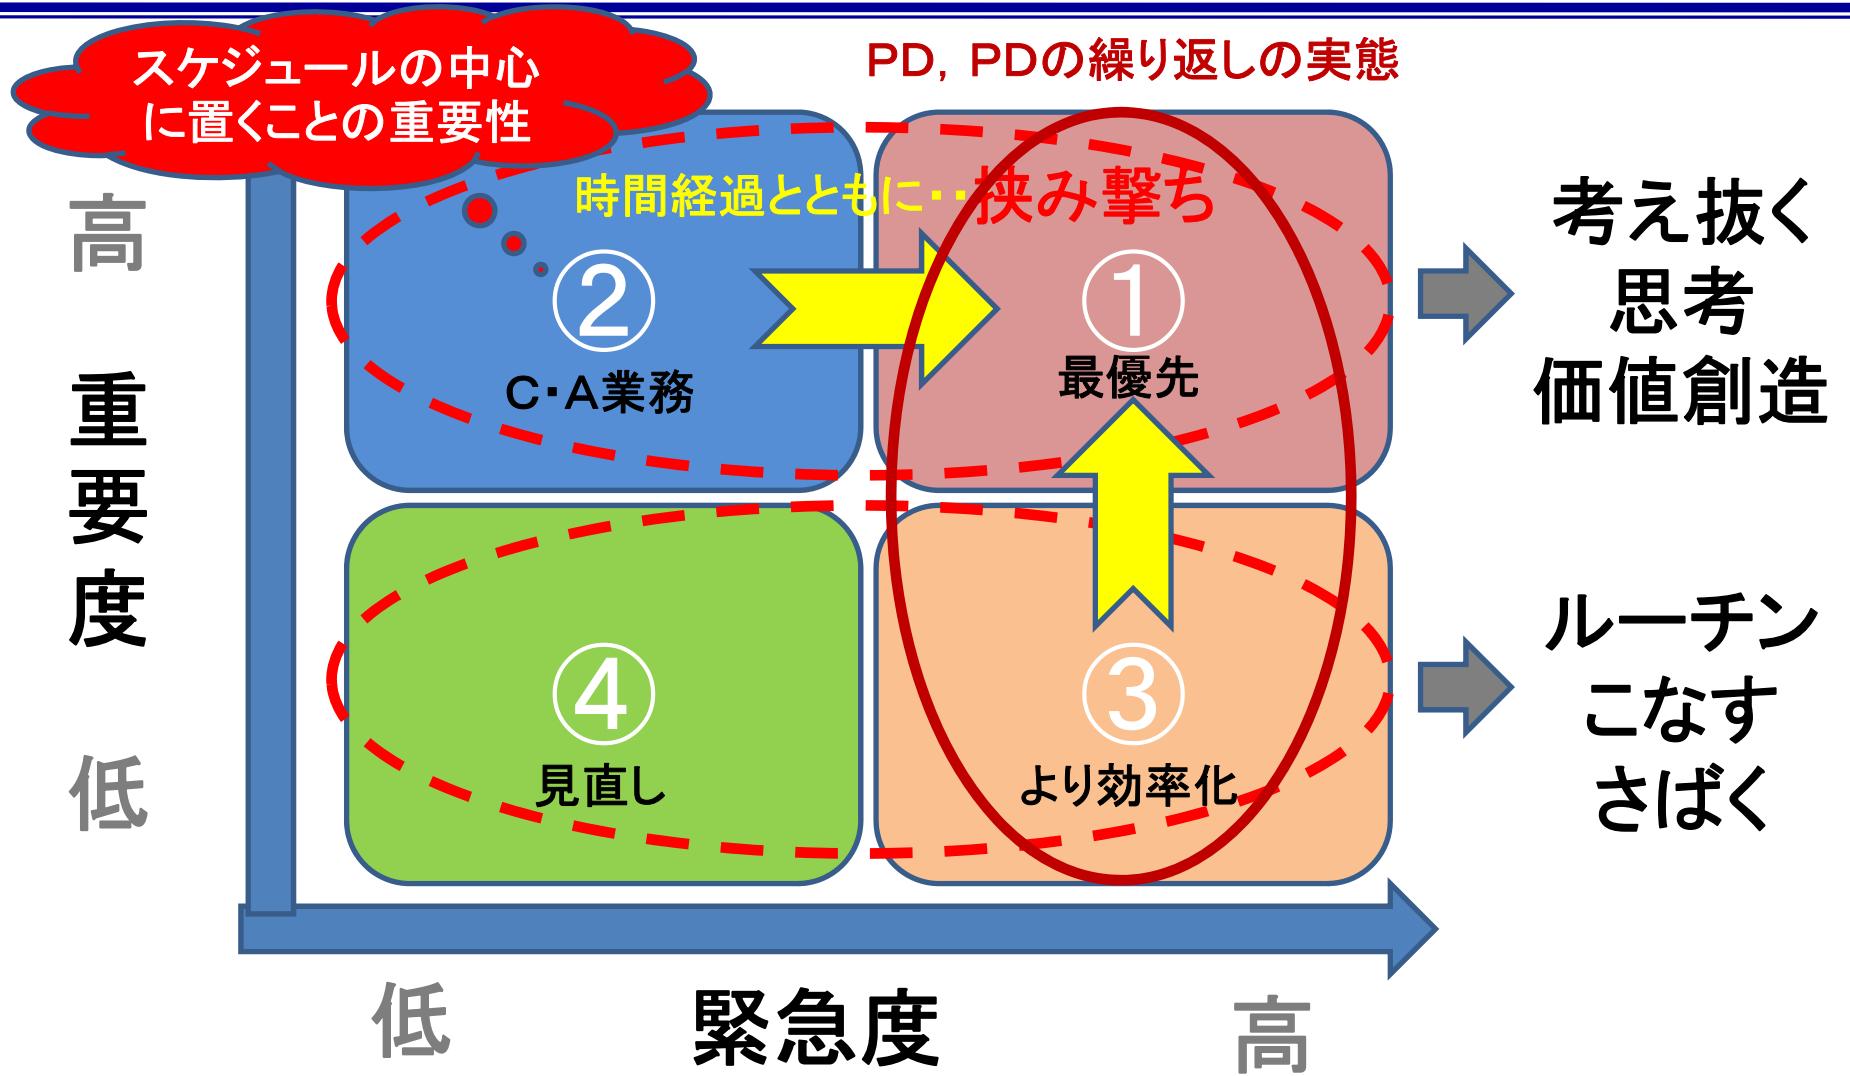 スケジュールの中心
に置くことの重要性
ＰＤ，ＰＤの繰り返しの実態
時間経過とともに・・挟み撃ち
高
重要度
低
②
Ｃ・Ａ業務
①
最優先
④
見直し
③
より効率化
考え抜く
思考
価値創造
ルーチン
こなす
さばく
低
緊急度
高